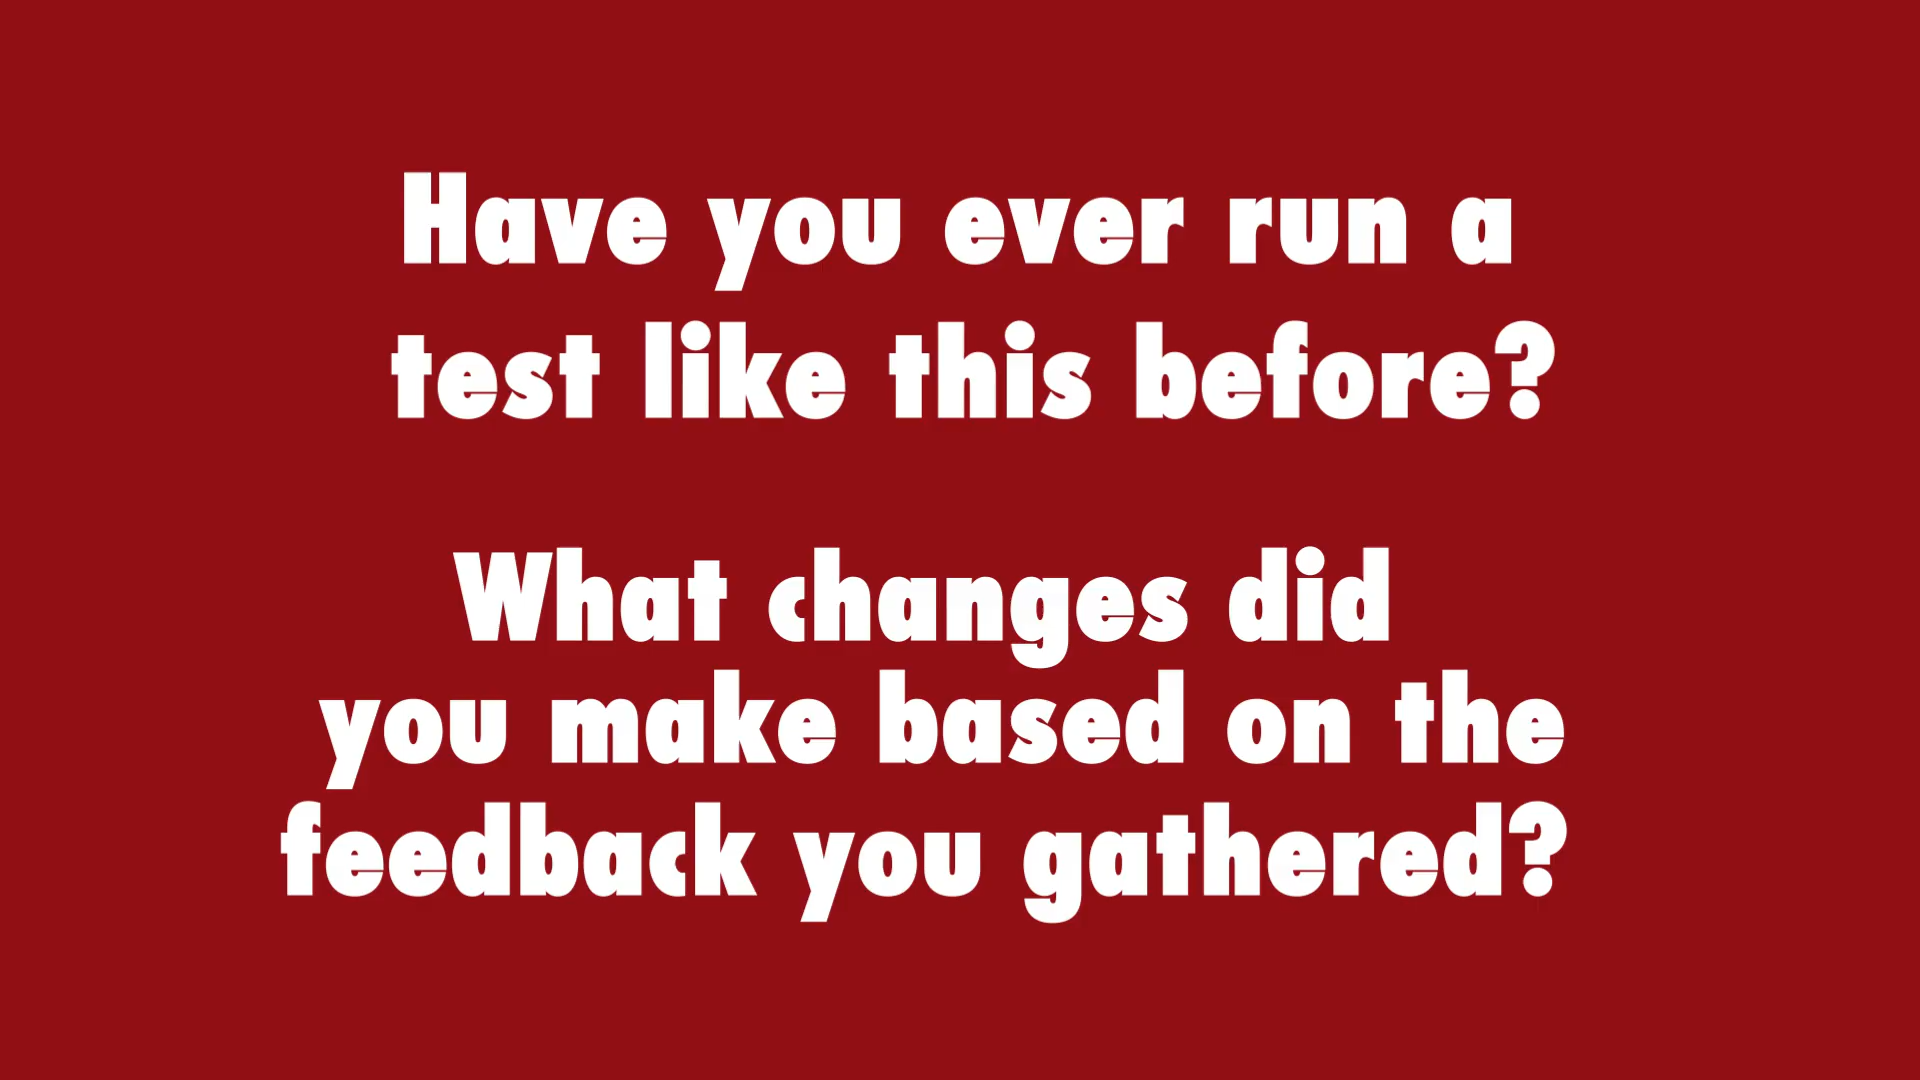 Have you ever run a
test like this before?
What changes did
you make based on the
feedback you gathered?